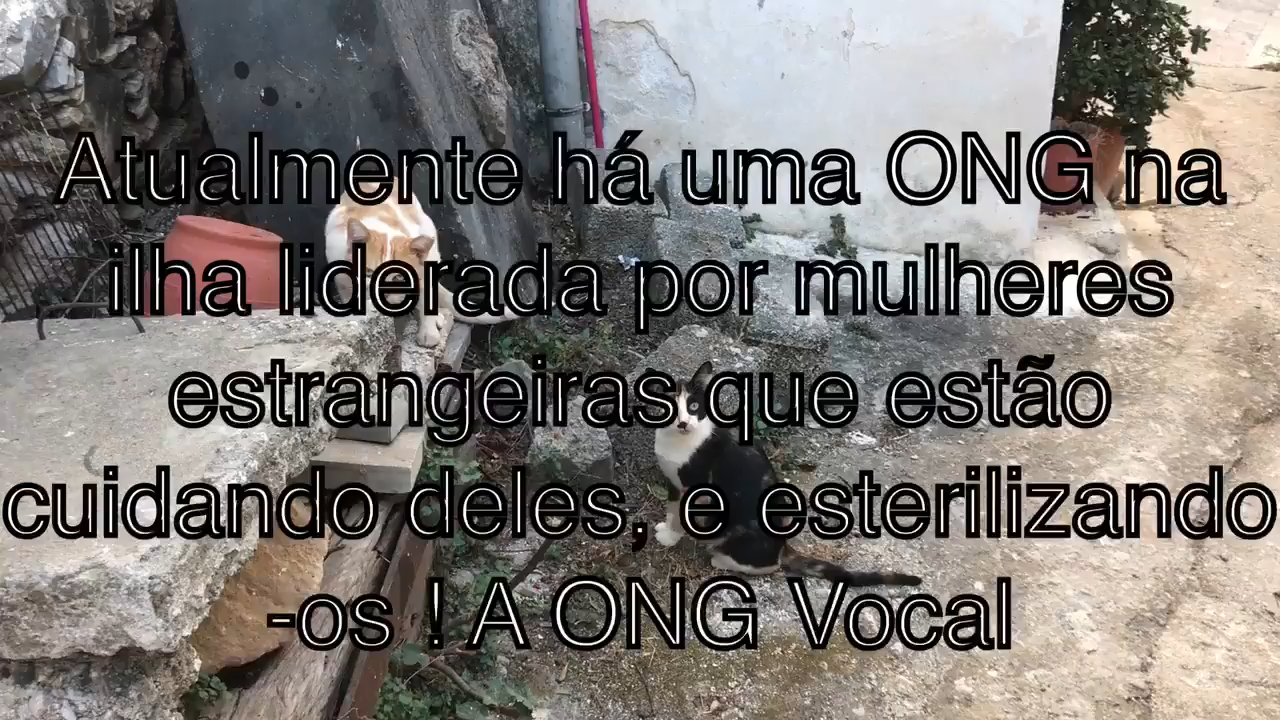 Atualmente há uma ONG na
ilha liderada por mulheres
estrangeiras que estão
cuidando deles, e esterilizando
-os ! A ONG Vocal